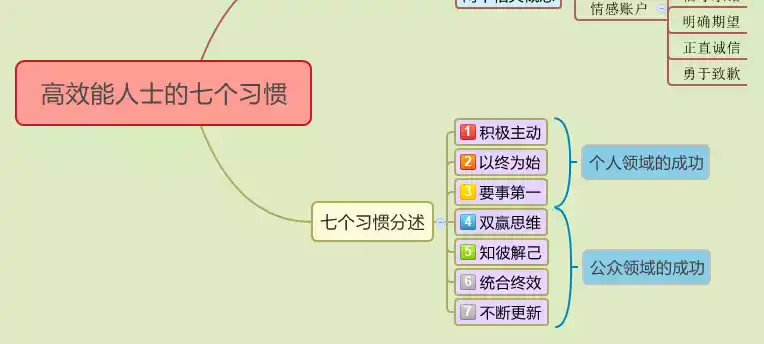 情感账户
明确期望
正直诚信
勇于致歉
高效能人士的七个习惯
七个习惯分述
1 积极主动
2 以终为始
3 要事第一
4 双赢思维
5 知彼解己
6 统合终效
7 不断更新
个人领域的成功
公众领域的成功